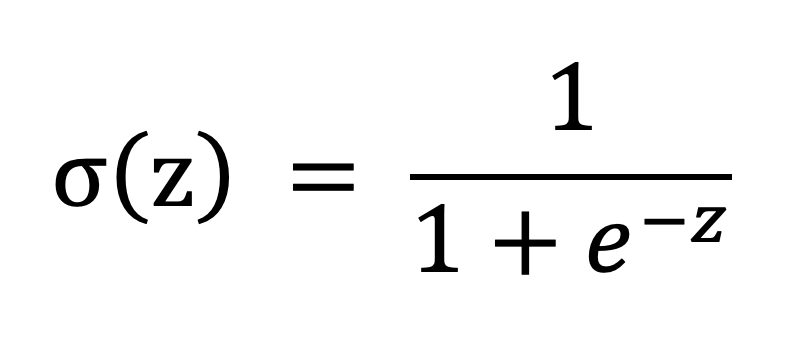 σ(z) = 1 / (1 + e^{−z})